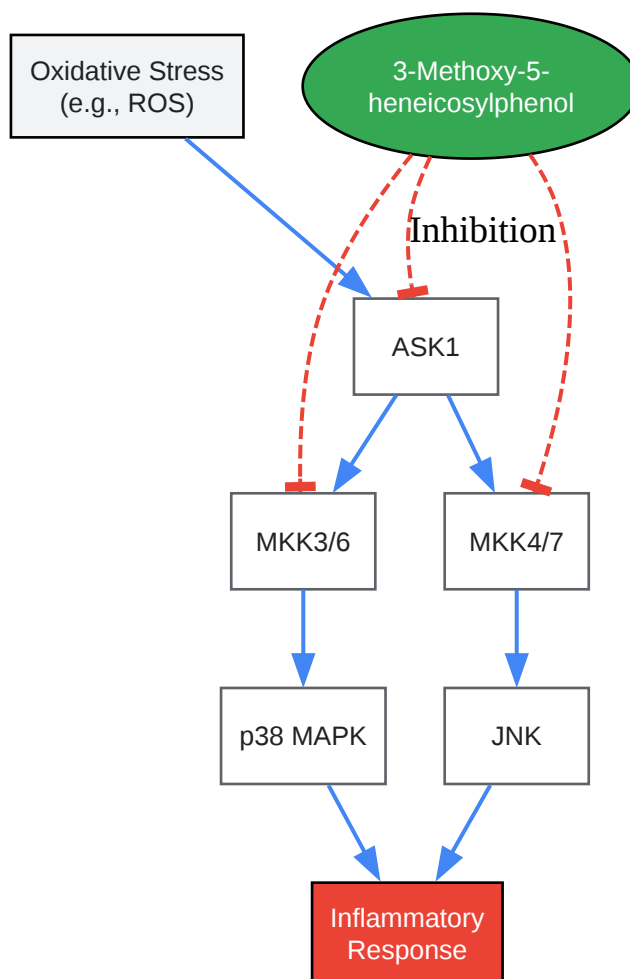 Oxidative Stress
(e.g., ROS)
3-Methoxy-5-
heneicosylphenol
Inhibition
ASK1
MKK3/6
MKK4/7
p38 MAPK
JNK
Inflammatory
Response